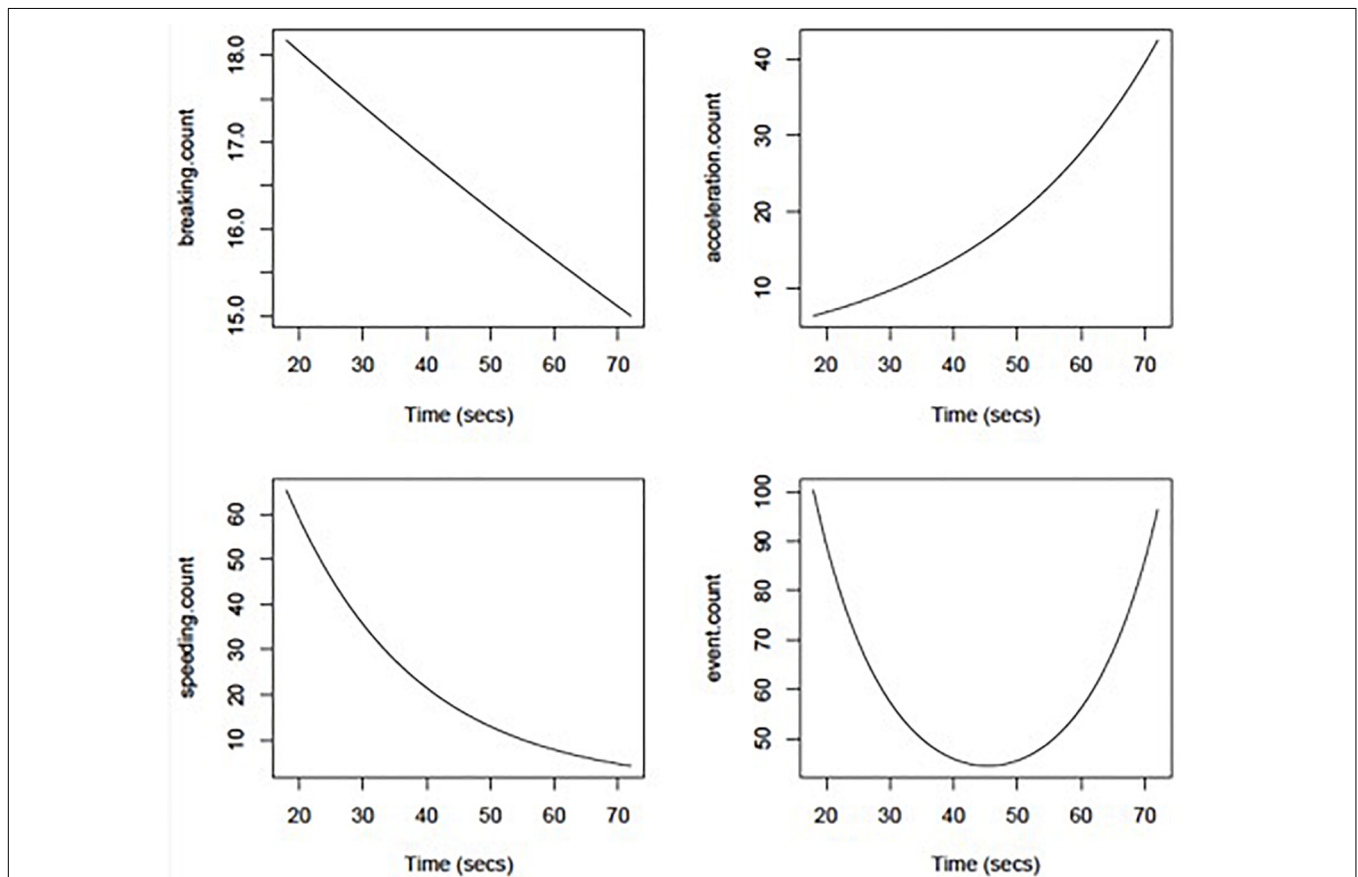 breaking.count
18.0
17.0
16.0
15.0
20 30 40 50 60 70
Time (secs)
acceleration.count
40
30
20
10
20 30 40 50 60 70
Time (secs)
speeding.count
60
50
40
30
20
10
20 30 40 50 60 70
Time (secs)
event.count
100
90
80
70
60
50
20 30 40 50 60 70
Time (secs)